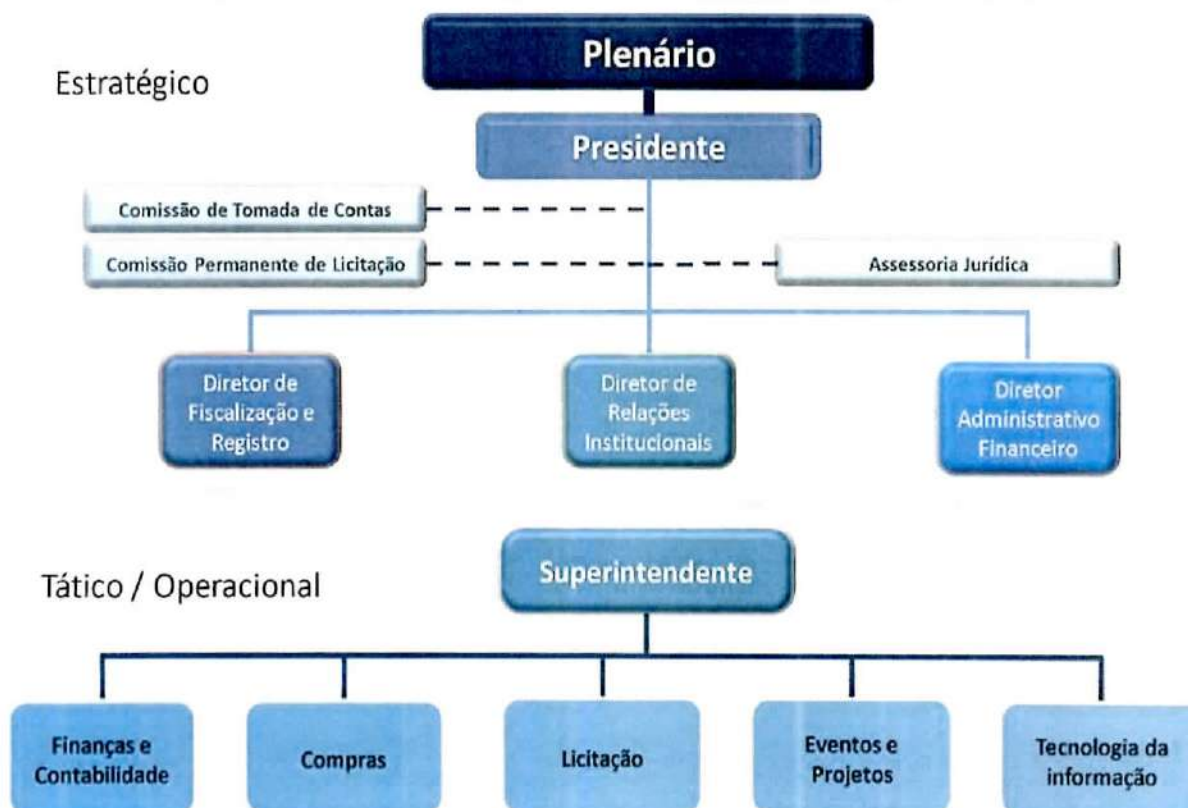 Plenário
Estratégico
Presidente
Comissão de Tomada de Contas
Comissão Permanente de Licitação
Assessoria Jurídica
Diretor de
Fiscalização e
Registro
Diretor de
Relações
Institucionais
Diretor
Administrativo
Financeiro
Superintendente
Tático / Operacional
Finanças e
Contabilidade
Compras
Licitação
Eventos e
Projetos
Tecnologia da
informação